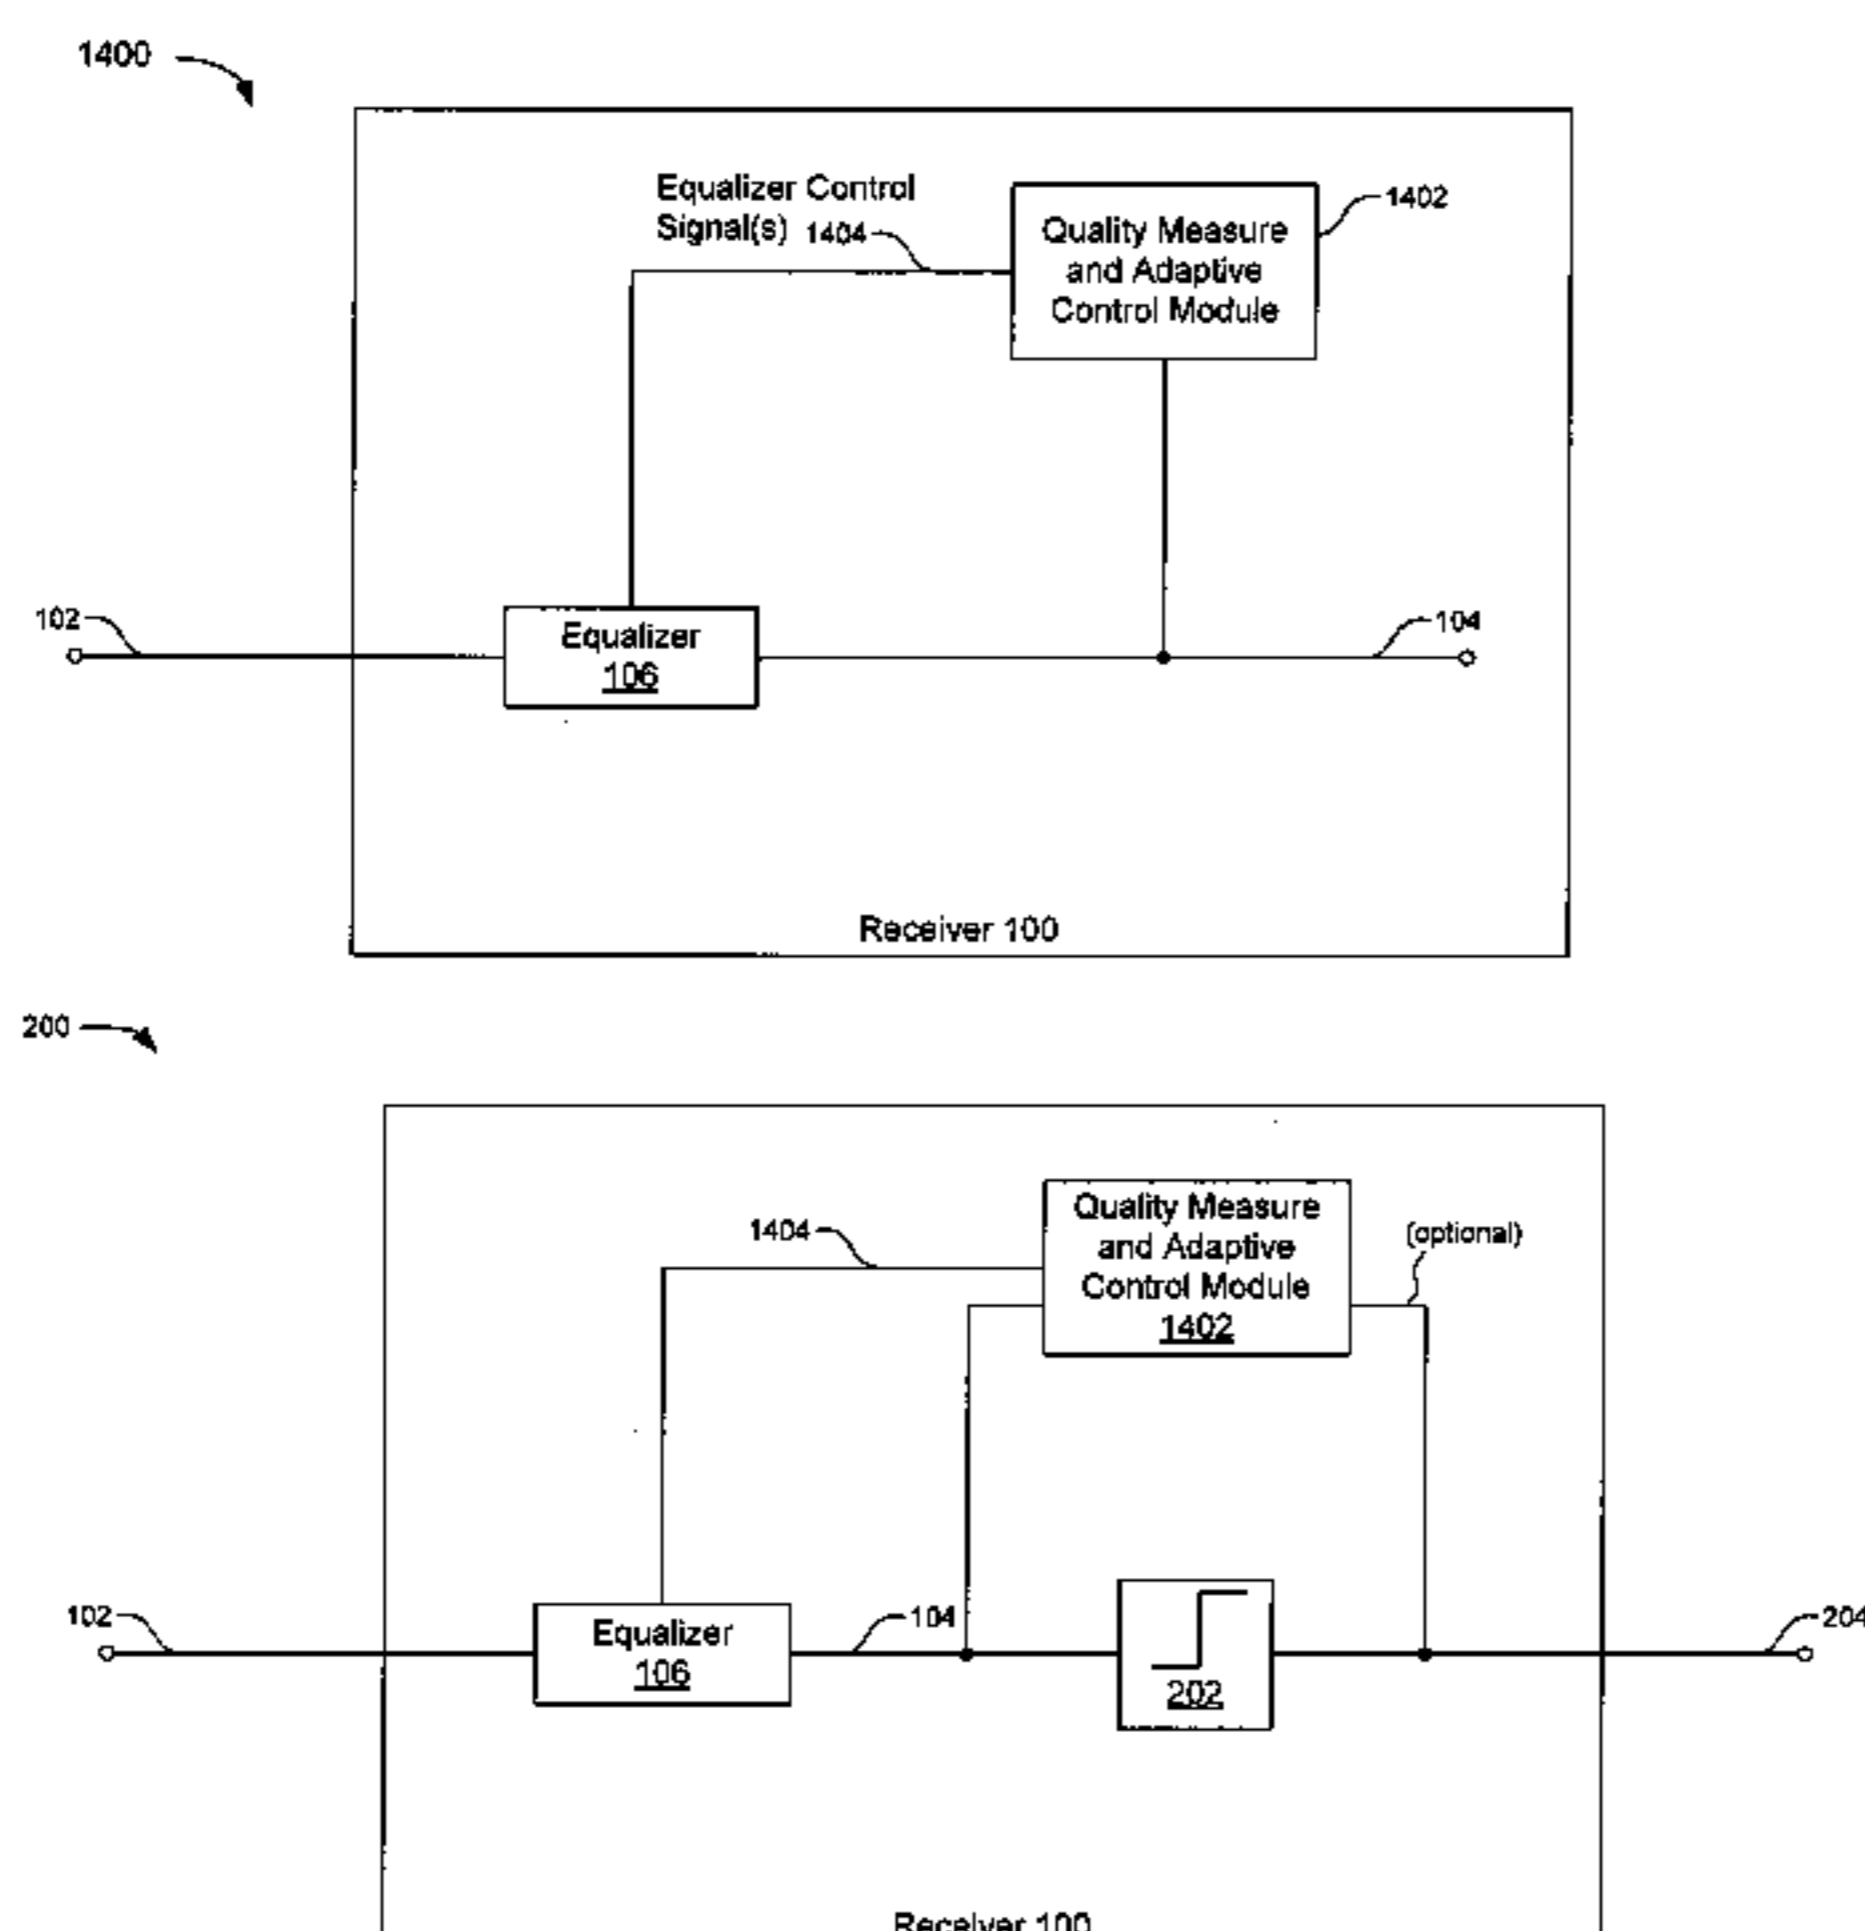 1400
Equalizer Control
Signal(s) 1404
Quality Measure
and Adaptive
Control Module
1402
102
Equalizer
106
104
Receiver 100
200
1404
Quality Measure
and Adaptive
Control Module
1402
(optional)
102
Equalizer
106
104
202
204
Receiver 100